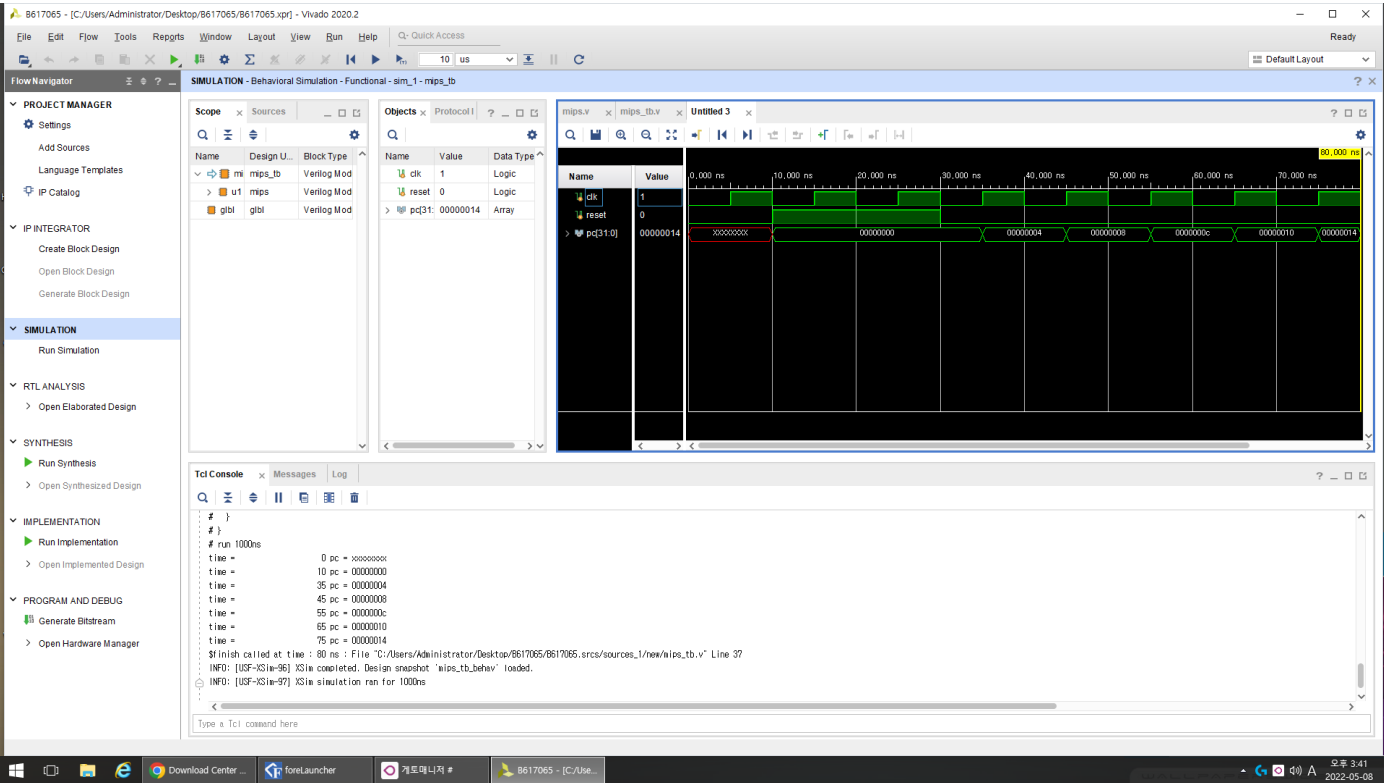 B617065 - [C:/Users/Administrator/Desktop/B617065/B617065.xpr] - Vivado 2020.2
File Edit Flow Tools Reports Window Layout View Run Help Q- Quick Access Ready
10 us Default Layout
Flow Navigator
PROJECT MANAGER
Settings
Add Sources
Language Templates
IP Catalog
IP INTEGRATOR
Create Block Design
Open Block Design
Generate Block Design
SIMULATION
Run Simulation
RTL ANALYSIS
Open Elaborated Design
SYNTHESIS
Run Synthesis
Open Synthesized Design
IMPLEMENTATION
Run Implementation
Open Implemented Design
PROGRAM AND DEBUG
Generate Bitstream
Open Hardware Manager
SIMULATION - Behavioral Simulation - Functional - sim_1 - mips_tb
Scope Sources
Name Design U... Block Type
mi mips_tb Verilog Mod
u1 mips Verilog Mod
glbl glbl Verilog Mod
Objects Protocol I
Name Value Data Type
clk 1 Logic
reset 0 Logic
pc[31: 00000014 Array
mips.v mips_tb.v Untitled 3
80,000 ns
Name Value 0,000 ns 10,000 ns 20,000 ns 30,000 ns 40,000 ns 50,000 ns 60,000 ns 70,000 ns
clk 1
reset 0
pc[31:0] 00000014 XXXXXXXX 00000000 00000004 00000008 0000000c 00000010 00000014
Tcl Console Messages Log
# }
# }
# run 1000ns
time = 0 pc = xxxxxxxx
time = 10 pc = 00000000
time = 35 pc = 00000004
time = 45 pc = 00000008
time = 55 pc = 0000000c
time = 65 pc = 00000010
time = 75 pc = 00000014
$finish called at time : 80 ns : File "C:/Users/Administrator/Desktop/B617065/B617065.srcs/sources_1/new/mips_tb.v" Line 37
INFO: [USF-XSim-96] XSim completed. Design snapshot 'mips_tb_behav' loaded.
INFO: [USF-XSim-97] XSim simulation ran for 1000ns
Type a Tcl command here
Download Center ... foreLauncher 게토매니저 # B617065 - [C:/Use... A 오후 3:41
2022-05-08